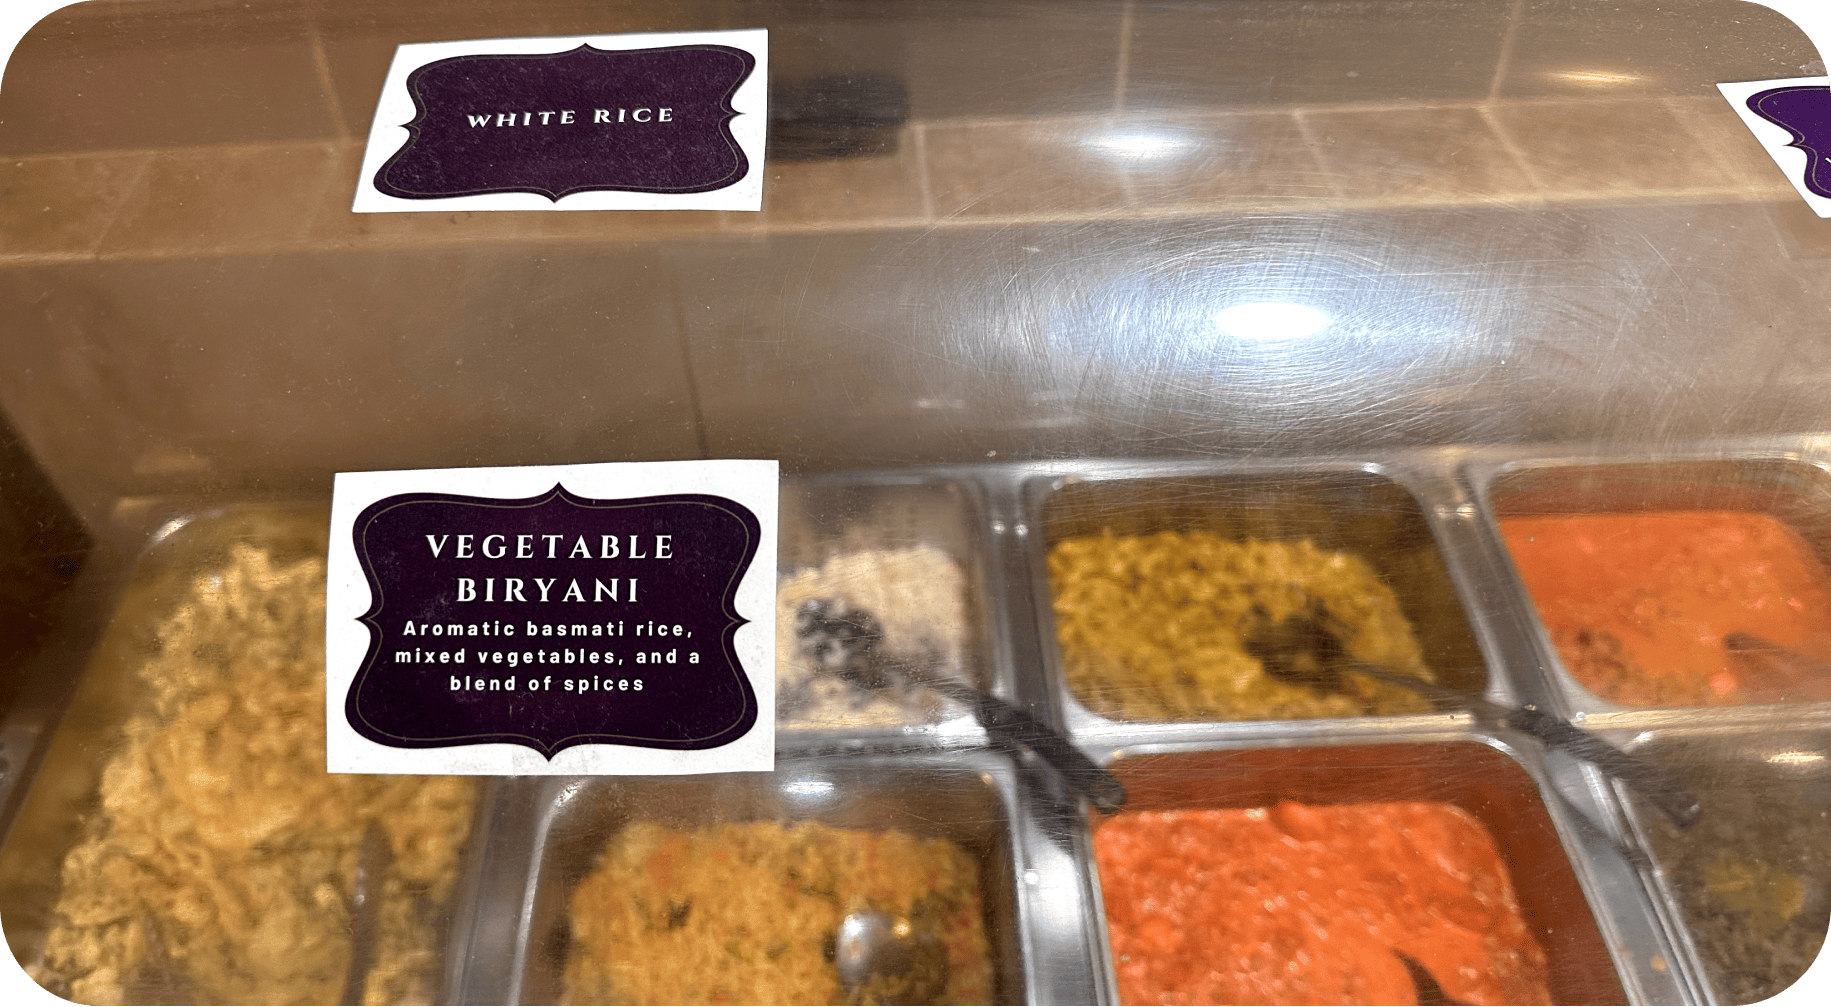 WHITE RICE
VEGETABLE
BIRYANI
Aromatic basmati rice,
mixed vegetables, and a
blend of spices